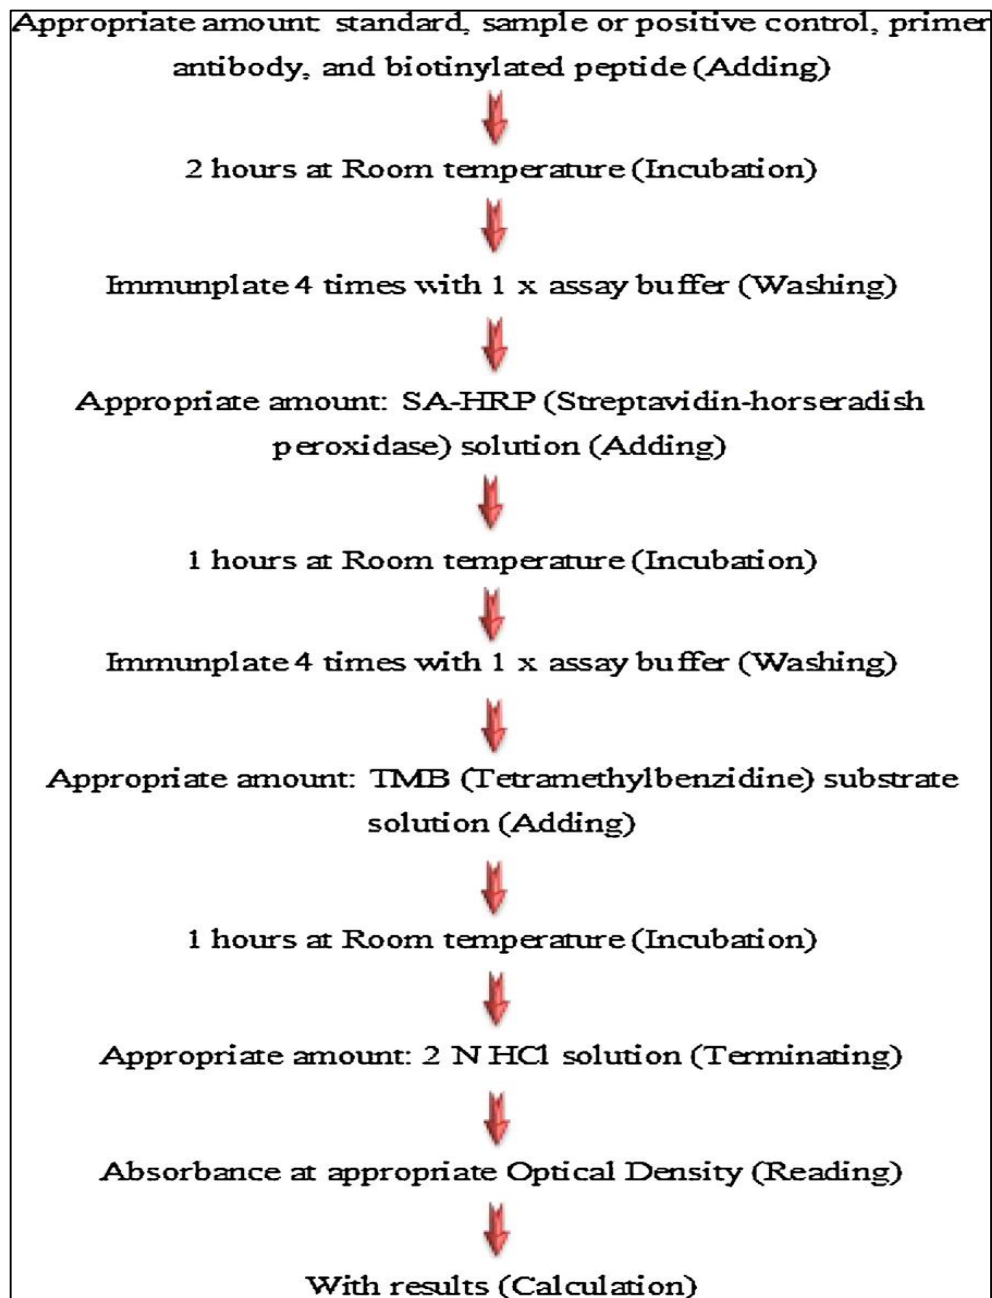 Appropriate amount: standard, sample or positive control, primer
antibody, and biotinylated peptide (Adding)
2 hours at Room temperature (Incubation)
Immunplate 4 times with 1 x assay buffer (Washing)
Appropriate amount: SA-HRP (Streptavidin-horseradish
peroxidase) solution (Adding)
1 hours at Room temperature (Incubation)
Immunplate 4 times with 1 x assay buffer (Washing)
Appropriate amount: TMB (Tetramethylbenzidine) substrate
solution (Adding)
1 hours at Room temperature (Incubation)
Appropriate amount: 2 N HCl solution (Terminating)
Absorbance at appropriate Optical Density (Reading)
With results (Calculation)